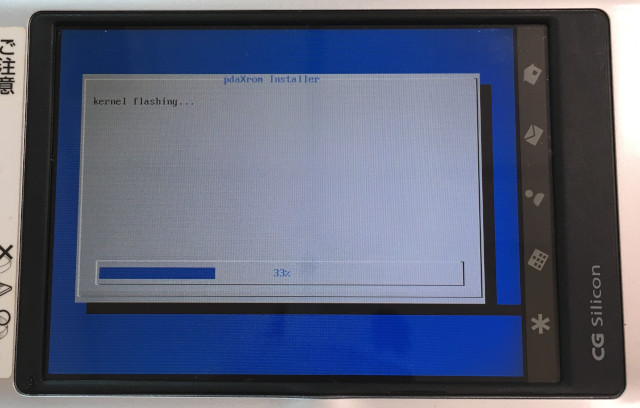 pdaXrom Installer
kernel flashing...
33%
ご注意
CG Silicon